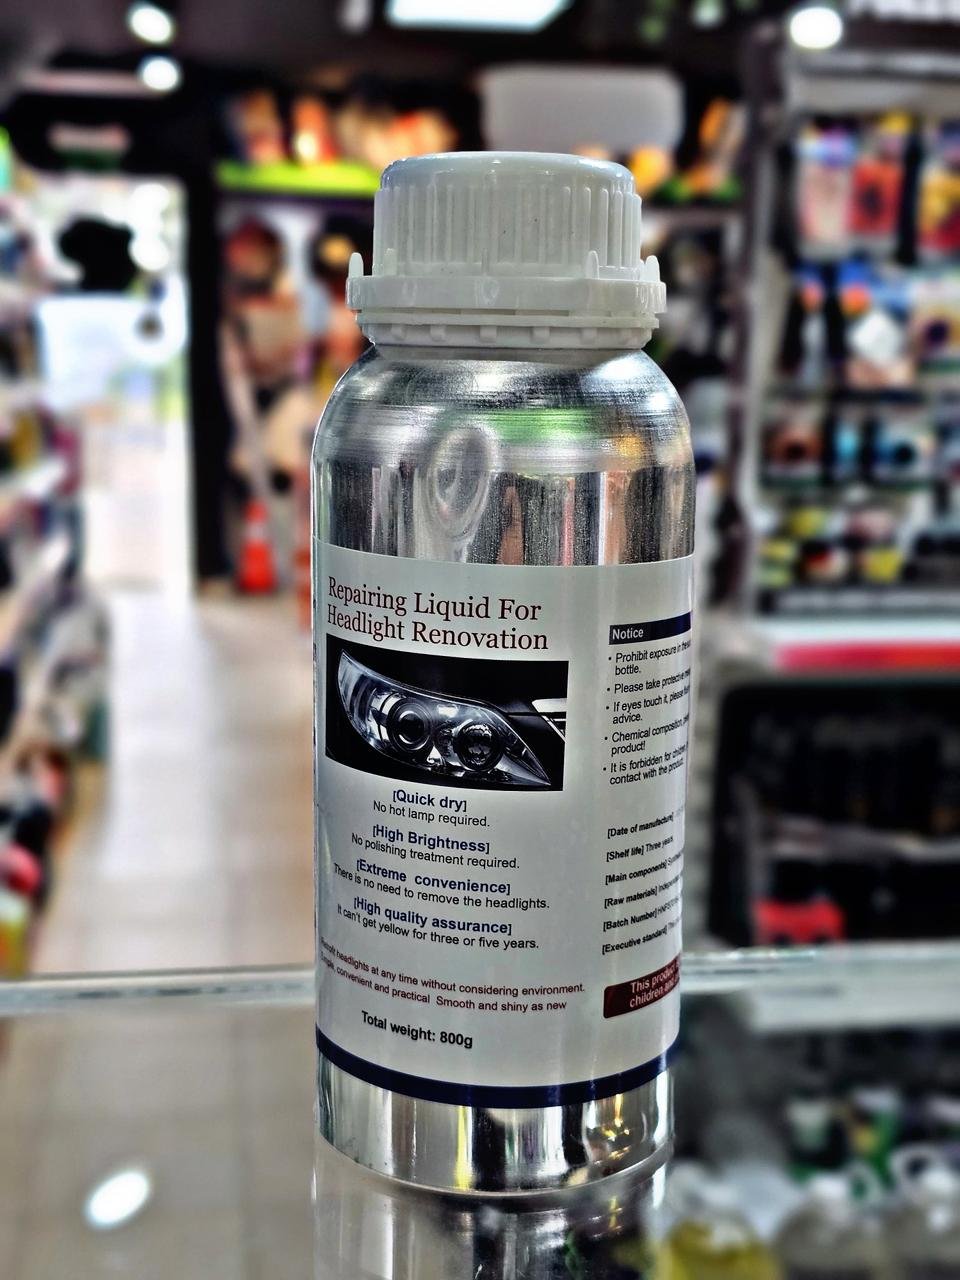 Repairing Liquid For
Headlight Renovation
[Quick dry]
No hot lamp required.
[High Brightness]
No polishing treatment required.
[Extreme convenience]
There is no need to remove the headlights.
[High quality assurance]
It can't get yellow for three or five years.
headlights at any time without considering environment.
convenient and practical Smooth and shiny as new
Total weight: 800g
Notice
• Prohibit exposure in
bottle.
• Please take protective
• If eyes touch it, please
advice.
• Chemical composition,
product!
• It is forbidden for children
contact with the product.
[Date of manufacture]
[Shelf life] Three years
[Main components]
[Raw materials]
[Batch Number]
[Executive standard]
This product
children and